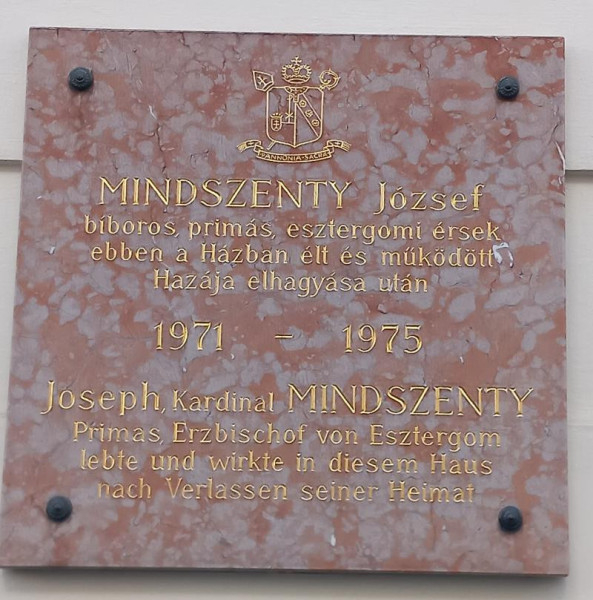 PANNONIA·SACRA
MINDSZENTY József
bíboros, prímás, esztergomi érsek
ebben a Házban élt és működött
Hazája elhagyása után
1971 – 1975
Joseph, Kardinal MINDSZENTY
Primas, Erzbischof von Esztergom
lebte und wirkte in diesem Haus
nach Verlassen seiner Heimat